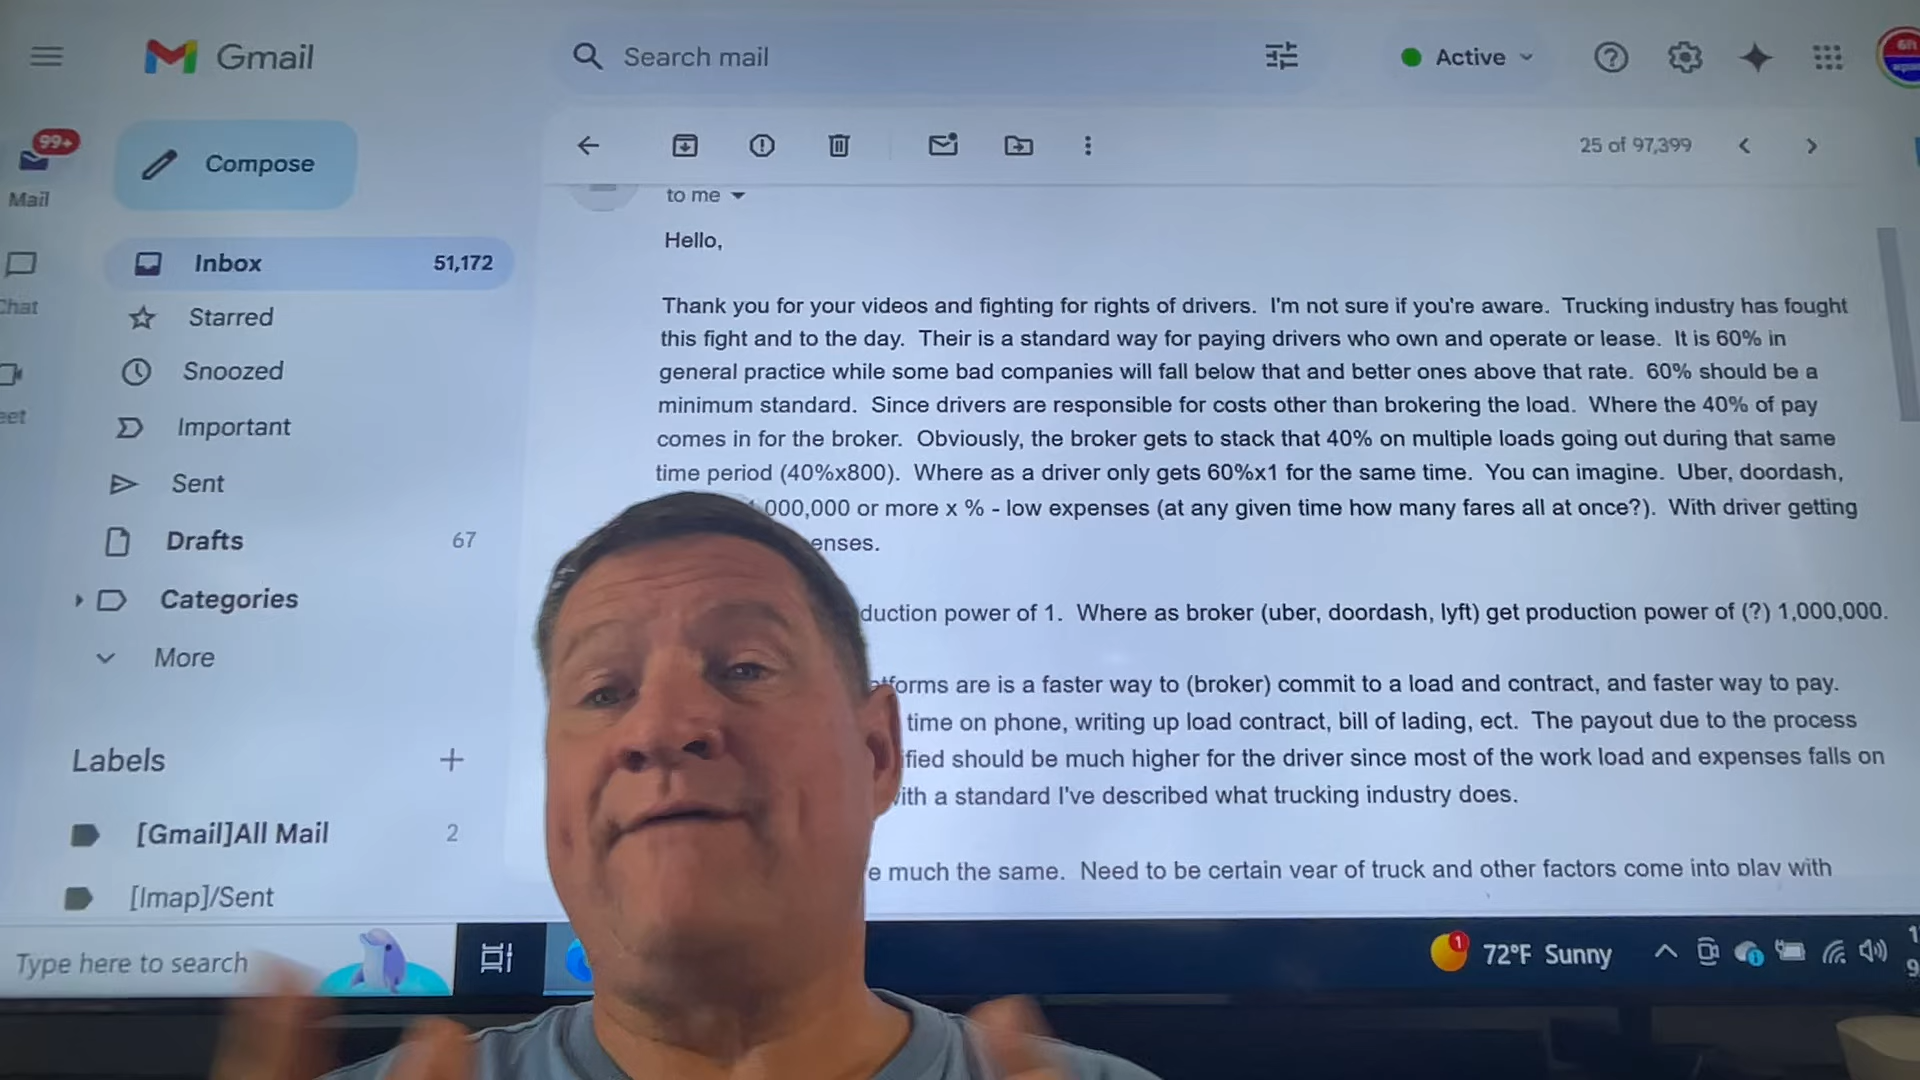 Gmail
Search mail
Active
6ft
99+
Mail
Compose
25 of 97,399
to me
Hello,
Inbox 51,172
Chat
Starred
Snoozed
Important
Sent
Drafts 67
Categories
More
Labels
[Gmail]All Mail 2
[Imap]/Sent
Thank you for your videos and fighting for rights of drivers. I'm not sure if you're aware. Trucking industry has fought
this fight and to the day. Their is a standard way for paying drivers who own and operate or lease. It is 60% in
general practice while some bad companies will fall below that and better ones above that rate. 60% should be a
minimum standard. Since drivers are responsible for costs other than brokering the load. Where the 40% of pay
comes in for the broker. Obviously, the broker gets to stack that 40% on multiple loads going out during that same
time period (40%x800). Where as a driver only gets 60%x1 for the same time. You can imagine. Uber, doordash,
000,000 or more x % - low expenses (at any given time how many fares all at once?). With driver getting
enses.
duction power of 1. Where as broker (uber, doordash, lyft) get production power of (?) 1,000,000.
tforms are is a faster way to (broker) commit to a load and contract, and faster way to pay.
time on phone, writing up load contract, bill of lading, ect. The payout due to the process
fied should be much higher for the driver since most of the work load and expenses falls on
ith a standard I've described what trucking industry does.
e much the same. Need to be certain year of truck and other factors come into play with
Type here to search
1
72°F Sunny